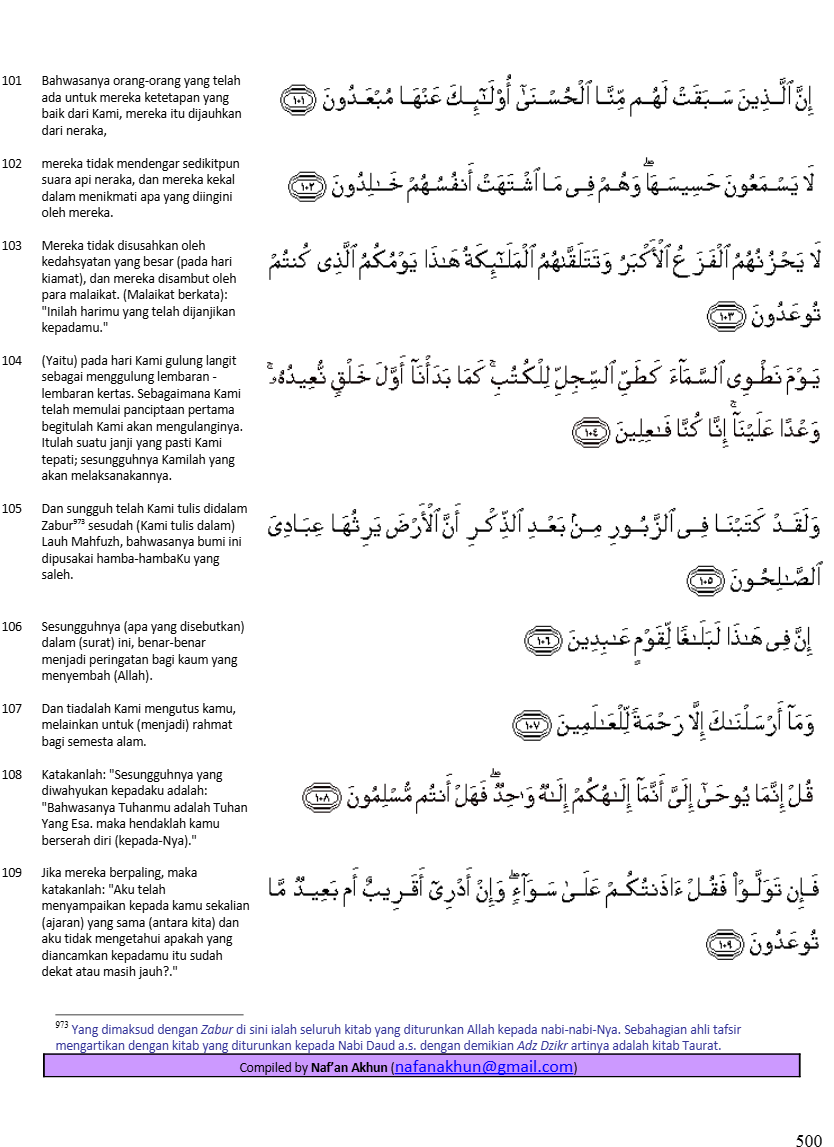 101 Bahwasanya orang-orang yang telah
ada untuk mereka ketetapan yang
baik dari Kami, mereka itu dijauhkan
dari neraka,
إِنَّ ٱلَّذِينَ سَبَقَتْ لَهُم مِّنَّا ٱلْحُسْنَىٰٓ أُو۟لَٰٓئِكَ عَنْهَا مُبْعَدُونَ ١٠١
102 mereka tidak mendengar sedikitpun
suara api neraka, dan mereka kekal
dalam menikmati apa yang diingini
oleh mereka.
لَا يَسْمَعُونَ حَسِيسَهَا ۖ وَهُمْ فِى مَا ٱشْتَهَتْ أَنفُسُهُمْ خَٰلِدُونَ ١٠٢
103 Mereka tidak disusahkan oleh
kedahsyatan yang besar (pada hari
kiamat), dan mereka disambut oleh
para malaikat. (Malaikat berkata):
"Inilah harimu yang telah dijanjikan
kepadamu."
لَا يَحْزُنُهُمُ ٱلْفَزَعُ ٱلْأَكْبَرُ وَتَتَلَقَّىٰهُمُ ٱلْمَلَٰٓئِكَةُ هَٰذَا يَوْمُكُمُ ٱلَّذِى كُنتُمْ
تُوعَدُونَ ١٠٣
104 (Yaitu) pada hari Kami gulung langit
sebagai menggulung lembaran -
lembaran kertas. Sebagaimana Kami
telah memulai panciptaan pertama
begitulah Kami akan mengulanginya.
Itulah suatu janji yang pasti Kami
tepati; sesungguhnya Kamilah yang
akan melaksanakannya.
يَوْمَ نَطْوِى ٱلسَّمَآءَ كَطَىِّ ٱلسِّجِلِّ لِلْكُتُبِ ۚ كَمَا بَدَأْنَآ أَوَّلَ خَلْقٍ نُّعِيدُهُۥ ۚ
وَعْدًا عَلَيْنَآ ۚ إِنَّا كُنَّا فَٰعِلِينَ ١٠٤
105 Dan sungguh telah Kami tulis didalam
Zabur973 sesudah (Kami tulis dalam)
Lauh Mahfuzh, bahwasanya bumi ini
dipusakai hamba-hambaKu yang
saleh.
وَلَقَدْ كَتَبْنَا فِى ٱلزَّبُورِ مِنۢ بَعْدِ ٱلذِّكْرِ أَنَّ ٱلْأَرْضَ يَرِثُهَا عِبَادِىَ
ٱلصَّٰلِحُونَ ١٠٥
106 Sesungguhnya (apa yang disebutkan)
dalam (surat) ini, benar-benar
menjadi peringatan bagi kaum yang
menyembah (Allah).
إِنَّ فِى هَٰذَا لَبَلَٰغًا لِّقَوْمٍ عَٰبِدِينَ ١٠٦
107 Dan tiadalah Kami mengutus kamu,
melainkan untuk (menjadi) rahmat
bagi semesta alam.
وَمَآ أَرْسَلْنَٰكَ إِلَّا رَحْمَةً لِّلْعَٰلَمِينَ ١٠٧
108 Katakanlah: "Sesungguhnya yang
diwahyukan kepadaku adalah:
"Bahwasanya Tuhanmu adalah Tuhan
Yang Esa. maka hendaklah kamu
berserah diri (kepada-Nya)."
قُلْ إِنَّمَا يُوحَىٰٓ إِلَىَّ أَنَّمَآ إِلَٰهُكُمْ إِلَٰهٌ وَٰحِدٌ ۖ فَهَلْ أَنتُم مُّسْلِمُونَ ١٠٨
109 Jika mereka berpaling, maka
katakanlah: "Aku telah
menyampaikan kepada kamu sekalian
(ajaran) yang sama (antara kita) dan
aku tidak mengetahui apakah yang
diancamkan kepadamu itu sudah
dekat atau masih jauh?."
فَإِن تَوَلَّوْا۟ فَقُلْ ءَاذَنتُكُمْ عَلَىٰ سَوَآءٍ ۖ وَإِنْ أَدْرِىٓ أَقَرِيبٌ أَم بَعِيدٌ مَّا
تُوعَدُونَ ١٠٩
973 Yang dimaksud dengan Zabur di sini ialah seluruh kitab yang diturunkan Allah kepada nabi-nabi-Nya. Sebahagian ahli tafsir
mengartikan dengan kitab yang diturunkan kepada Nabi Daud a.s. dengan demikian Adz Dzikr artinya adalah kitab Taurat.
Compiled by Naf'an Akhun (nafanakhun@gmail.com)
500